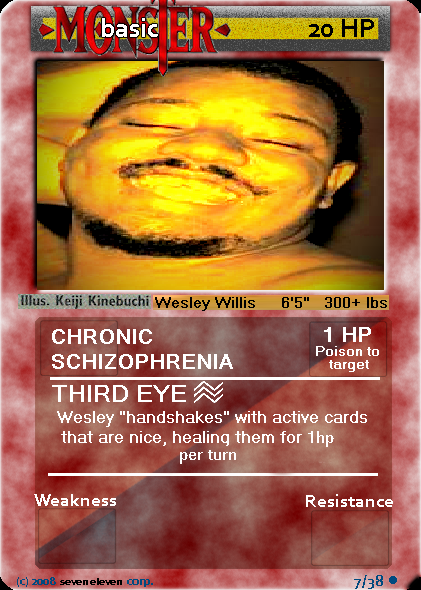 MONSTER
basic
20 HP
Illus. Keiji Kinebuchi Wesley Willis 6'5" 300+ lbs
CHRONIC
SCHIZOPHRENIA
1 HP
Poison to
target
THIRD EYE
Wesley "handshakes" with active cards
that are nice, healing them for 1hp
per turn
Weakness
Resistance
(c) 2008 seveneleven corp.
7/38